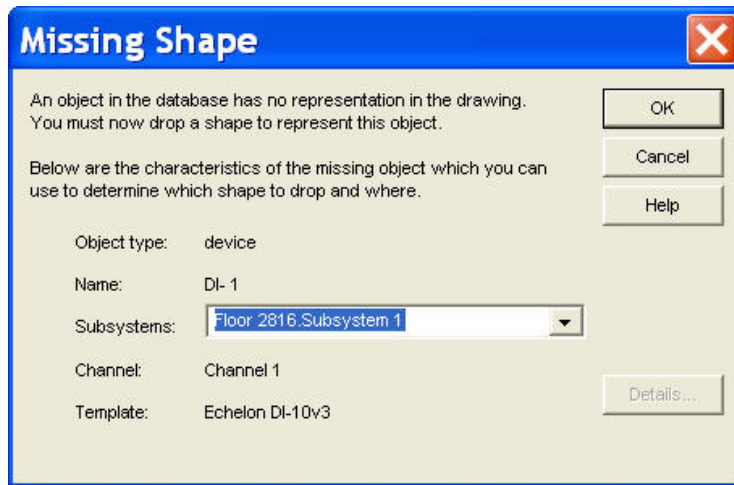 Missing Shape
An object in the database has no representation in the drawing.
You must now drop a shape to represent this object.
Below are the characteristics of the missing object which you can
use to determine which shape to drop and where.
OK
Cancel
Help
Object type: device
Name: DI- 1
Subsystems: Floor 2816.Subsystem 1
Channel: Channel 1
Template: Echelon DI-10v3
Details...